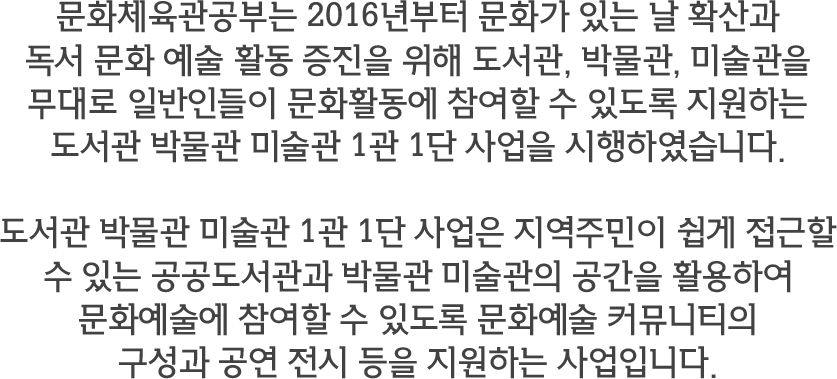 문화체육관공부는 2016년부터 문화가 있는 날 확산과
독서 문화 예술 활동 증진을 위해 도서관, 박물관, 미술관을
무대로 일반인들이 문화활동에 참여할 수 있도록 지원하는
도서관 박물관 미술관 1관 1단 사업을 시행하였습니다.
도서관 박물관 미술관 1관 1단 사업은 지역주민이 쉽게 접근할
수 있는 공공도서관과 박물관 미술관의 공간을 활용하여
문화예술에 참여할 수 있도록 문화예술 커뮤니티의
구성과 공연 전시 등을 지원하는 사업입니다.